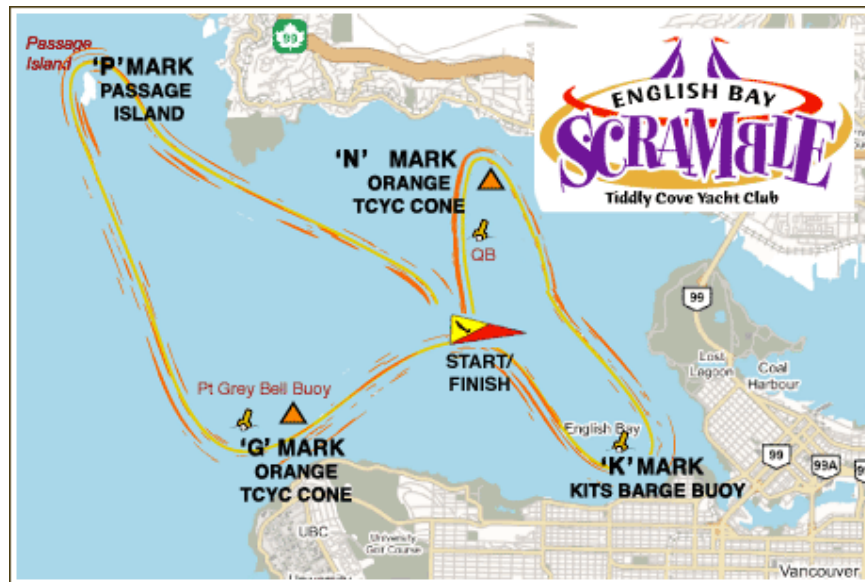 Passage
Island
'P' MARK
PASSAGE
ISLAND
99
ENGLISH BAY
SCRAMBLE
Tiddly Cove Yacht Club
'N' MARK
ORANGE
TCYC CONE
QB
START/
FINISH
99
Lost
Lagoon
Coal
Harbour
Pt Grey Bell Buoy
'G' MARK
ORANGE
TCYC CONE
English Bay
'K' MARK
KITS BARGE BUOY
99
99A
99
UBC
University
Golf Course
University
Vancouver